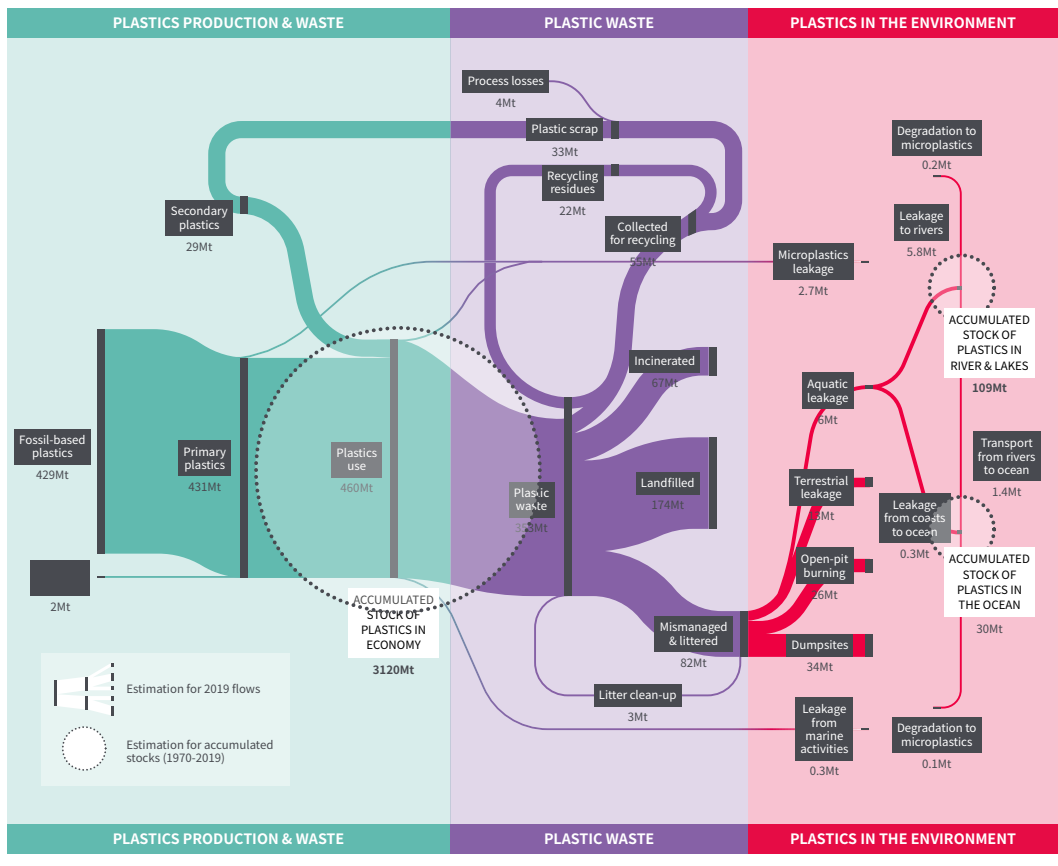 PLASTICS PRODUCTION & WASTE
PLASTIC WASTE
PLASTICS IN THE ENVIRONMENT
Process losses
4Mt
Plastic scrap
33Mt
Recycling
residues
22Mt
Secondary
plastics
29Mt
Collected
for recycling
55Mt
Degradation to
microplastics
0.2Mt
Leakage
to rivers
5.8Mt
Microplastics
leakage
2.7Mt
ACCUMULATED
STOCK OF
PLASTICS IN
RIVER & LAKES
109Mt
Incinerated
67Mt
Aquatic
leakage
6Mt
Fossil-based
plastics
429Mt
Primary
plastics
431Mt
Plastics
use
460Mt
Plastic
waste
Landfilled
174Mt
Terrestrial
leakage
Transport
from rivers
to ocean
1.4Mt
Leakage
from coasts
to ocean
0.3Mt
Open-pit
burning
26Mt
ACCUMULATED
STOCK OF
PLASTICS IN
THE OCEAN
30Mt
2Mt
ACCUMULATED
STOCK OF
PLASTICS IN
ECONOMY
3120Mt
Mismanaged
& littered
82Mt
Dumpsites
34Mt
Litter clean-up
3Mt
Leakage
from
marine
activities
0.3Mt
Degradation to
microplastics
0.1Mt
Estimation for 2019 flows
Estimation for accumulated
stocks (1970-2019)
PLASTICS PRODUCTION & WASTE
PLASTIC WASTE
PLASTICS IN THE ENVIRONMENT